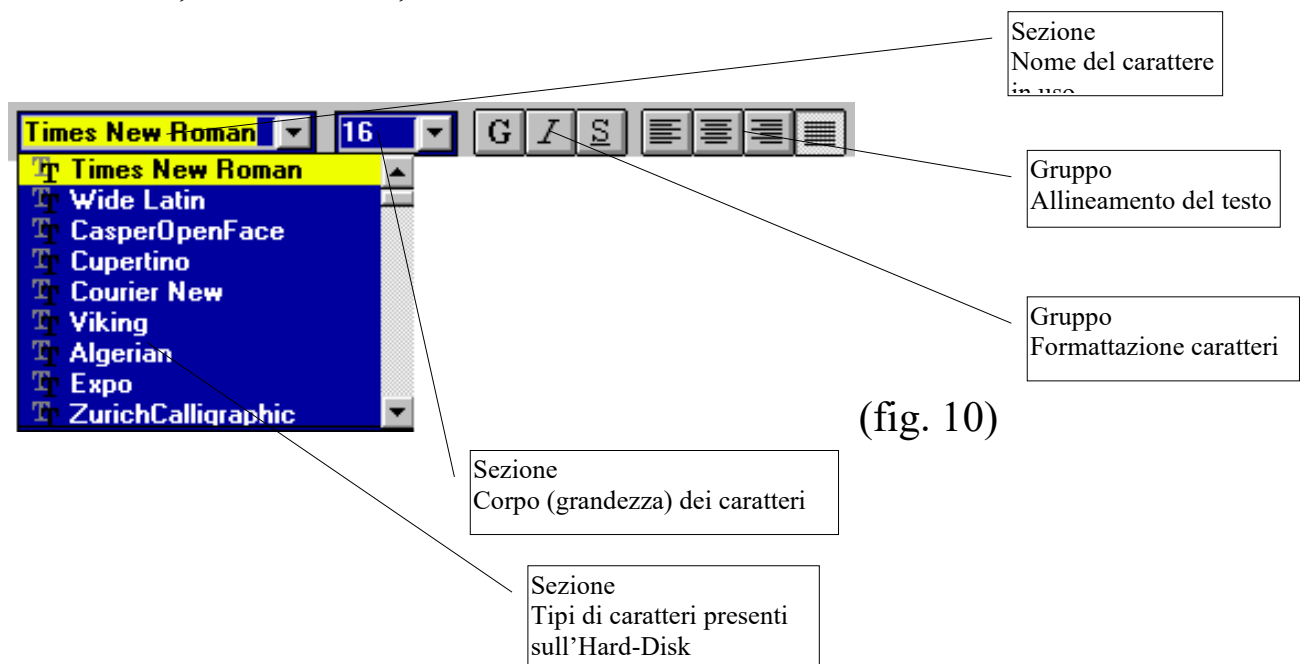 Sezione
Nome del carattere
in uso
Times New Roman 16 G I S
Times New Roman
Wide Latin
CasperOpenFace
Cupertino
Courier New
Viking
Algerian
Expo
ZurichCalligraphic
Gruppo
Allineamento del testo
Gruppo
Formattazione caratteri
(fig. 10)
Sezione
Corpo (grandezza) dei caratteri
Sezione
Tipi di caratteri presenti
sull’Hard-Disk